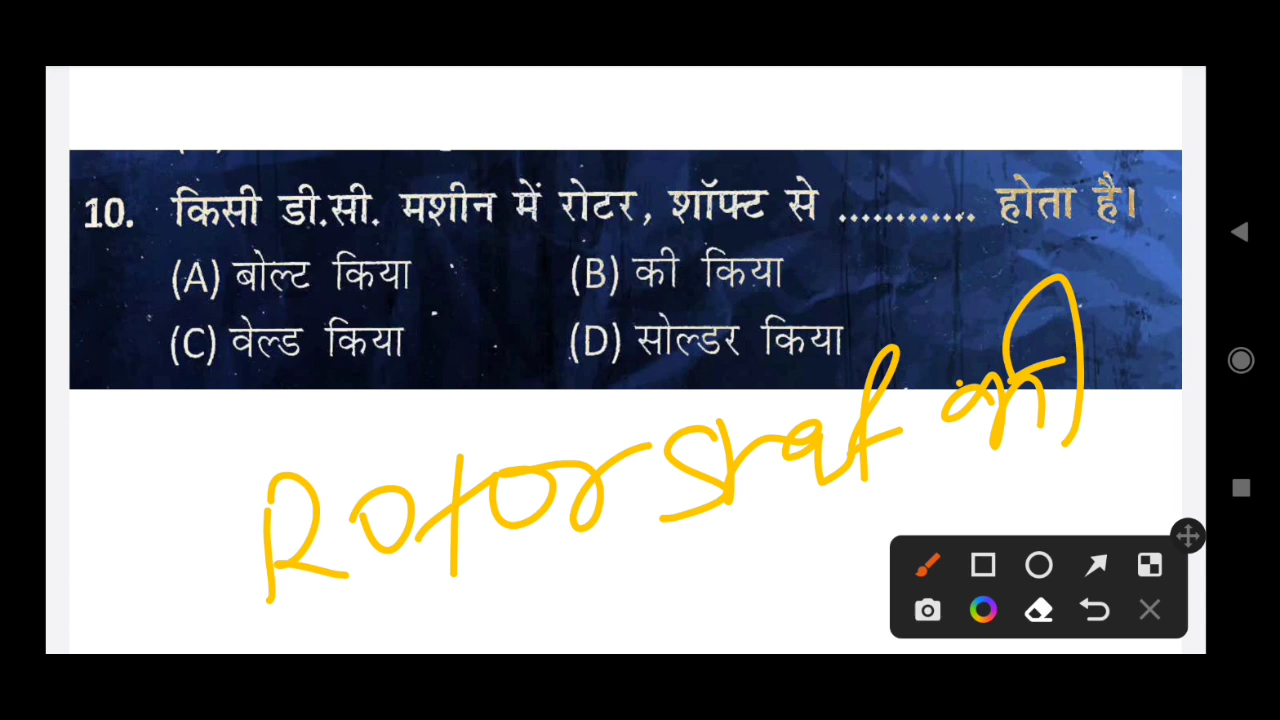 10. किसी डी.सी. मशीन में रोटर, शॉफ्ट से ............ होता है।
(A) बोल्ट किया (B) की किया
(C) वेल्ड किया (D) सोल्डर किया
Rotor shaf की